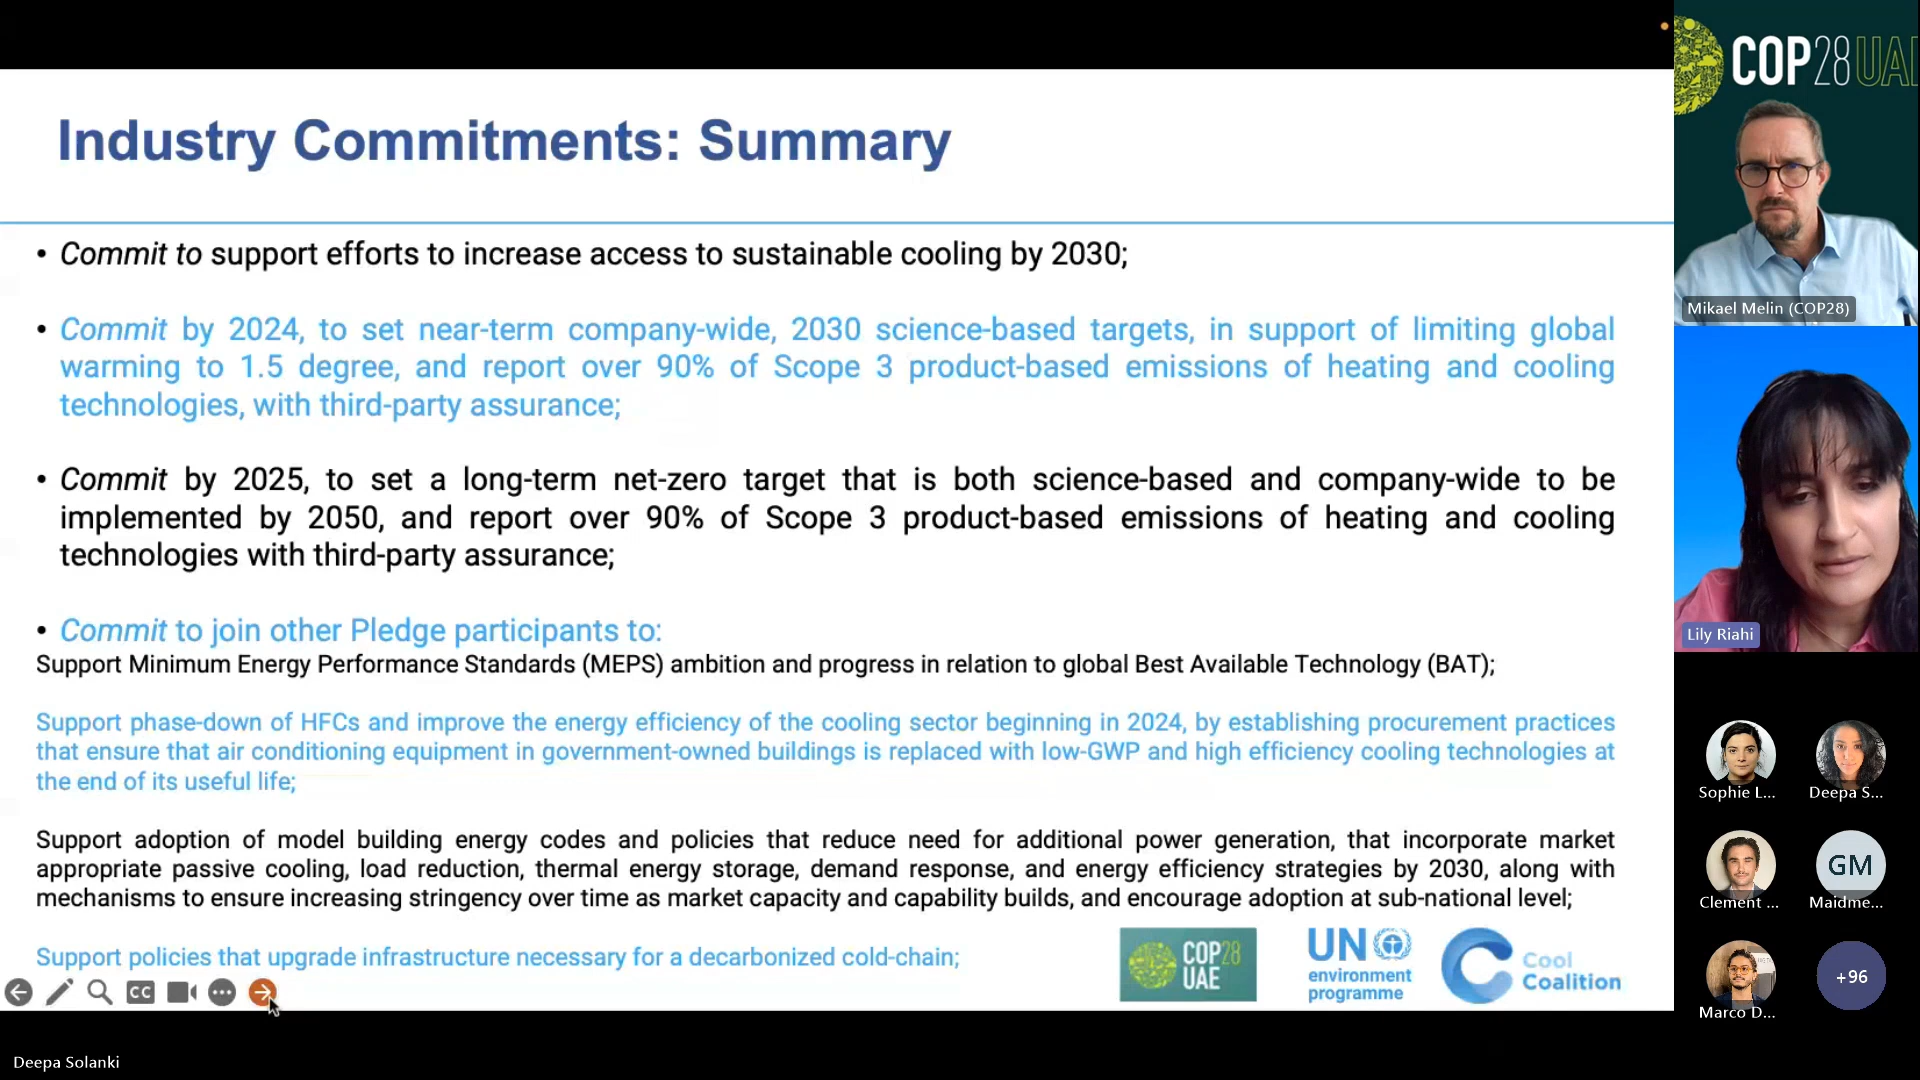 Industry Commitments: Summary
• Commit to support efforts to increase access to sustainable cooling by 2030;
• Commit by 2024, to set near-term company-wide, 2030 science-based targets, in support of limiting global
warming to 1.5 degree, and report over 90% of Scope 3 product-based emissions of heating and cooling
technologies, with third-party assurance;
• Commit by 2025, to set a long-term net-zero target that is both science-based and company-wide to be
implemented by 2050, and report over 90% of Scope 3 product-based emissions of heating and cooling
technologies with third-party assurance;
• Commit to join other Pledge participants to:
Support Minimum Energy Performance Standards (MEPS) ambition and progress in relation to global Best Available Technology (BAT);
Support phase-down of HFCs and improve the energy efficiency of the cooling sector beginning in 2024, by establishing procurement practices
that ensure that air conditioning equipment in government-owned buildings is replaced with low-GWP and high efficiency cooling technologies at
the end of its useful life;
Support adoption of model building energy codes and policies that reduce need for additional power generation, that incorporate market
appropriate passive cooling, load reduction, thermal energy storage, demand response, and energy efficiency strategies by 2030, along with
mechanisms to ensure increasing stringency over time as market capacity and capability builds, and encourage adoption at sub-national level;
Support policies that upgrade infrastructure necessary for a decarbonized cold-chain;
CC
COP28
UAE
UN
environment
programme
Cool
Coalition
Deepa Solanki
COP28 UAE
Mikael Melin (COP28)
Lily Riahi
Sophie L...
Deepa S...
Clement ...
GM
Maidme...
Marco D...
+96